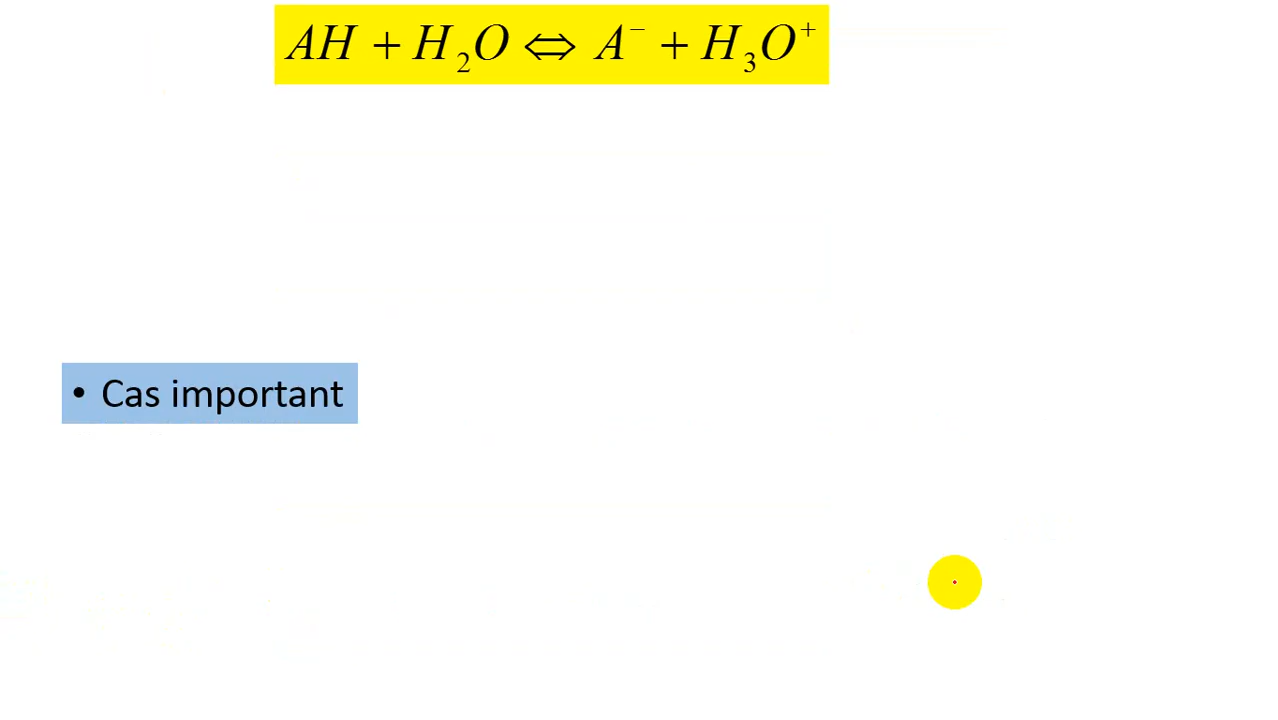 AH + H₂O ⇔ A⁻ + H₃O⁺
• Cas important